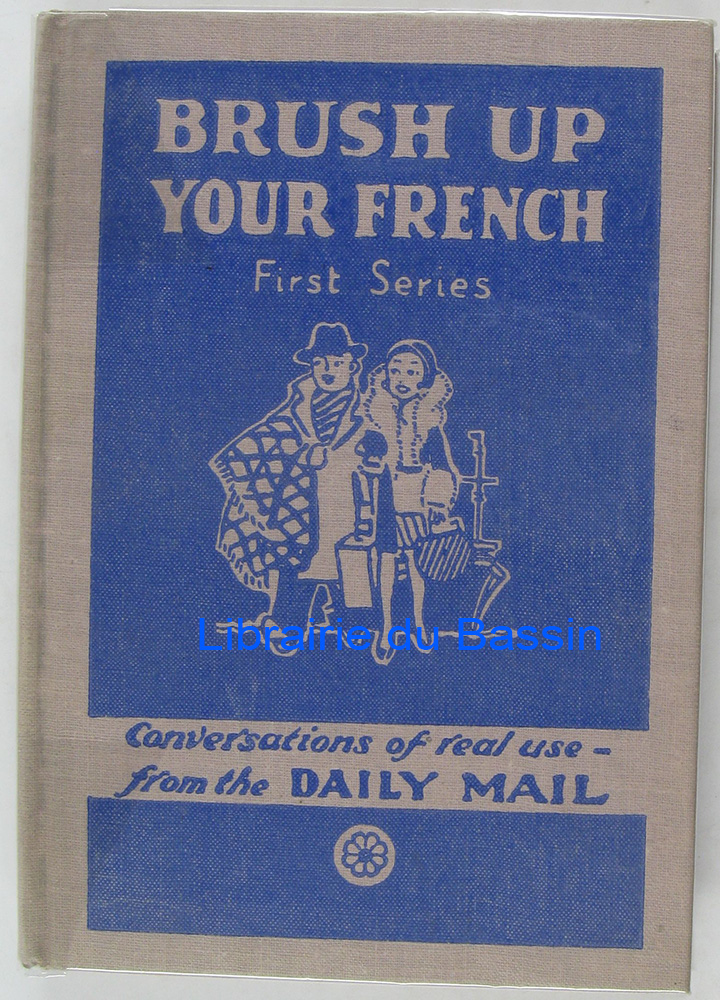 BRUSH UP
YOUR FRENCH
First Series
Librairie du Bassin
Conversations of real use –
from the DAILY MAIL